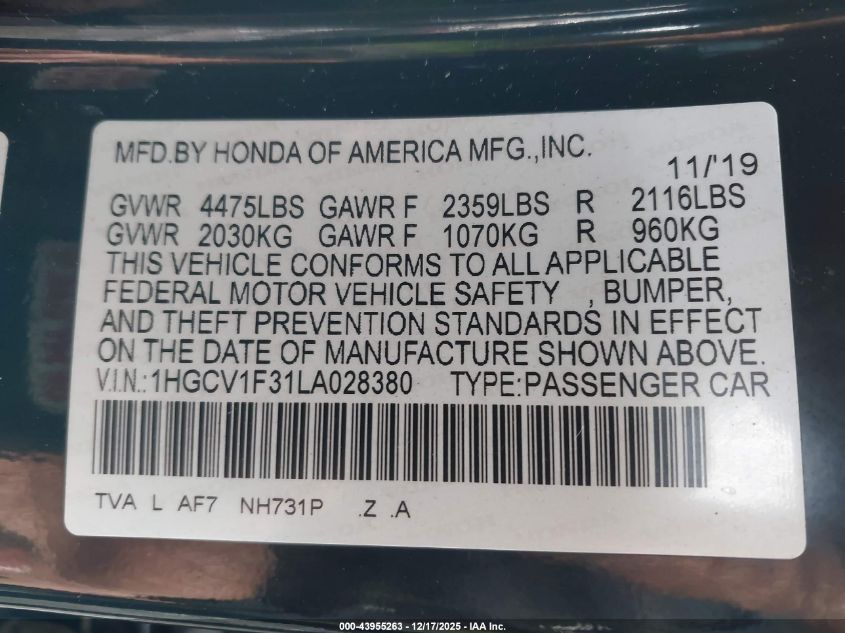 MFD.BY HONDA OF AMERICA MFG.,INC.
11/'19
GVWR 4475LBS GAWR F 2359LBS R 2116LBS
GVWR 2030KG GAWR F 1070KG R 960KG
THIS VEHICLE CONFORMS TO ALL APPLICABLE
FEDERAL MOTOR VEHICLE SAFETY , BUMPER,
AND THEFT PREVENTION STANDARDS IN EFFECT
ON THE DATE OF MANUFACTURE SHOWN ABOVE.
V.I.N.:1HGCV1F31LA028380 TYPE:PASSENGER CAR
TVA L AF7 NH731P .Z .A
000-43955263 - 12/17/2025 - IAA Inc.